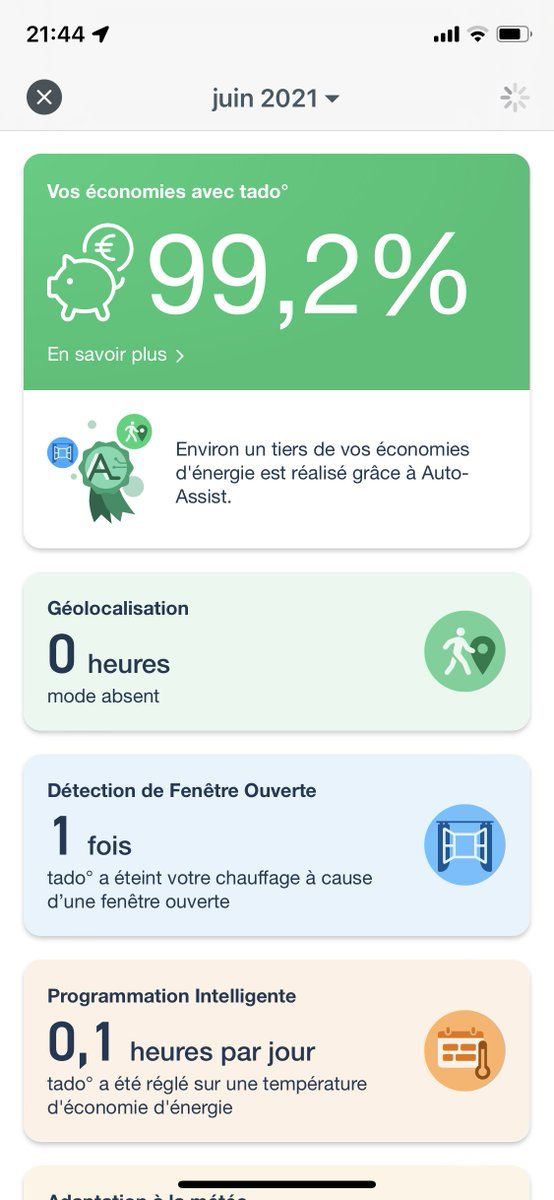 21:44
juin 2021
Vos économies avec tado°
€
99,2%
En savoir plus >
A
Environ un tiers de vos économies
d'énergie est réalisé grâce à Auto-
Assist.
Géolocalisation
0 heures
mode absent
Détection de Fenêtre Ouverte
1 fois
tado° a éteint votre chauffage à cause
d’une fenêtre ouverte
Programmation Intelligente
0,1 heures par jour
tado° a été réglé sur une température
d'économie d'énergie
Adaptation à la météo